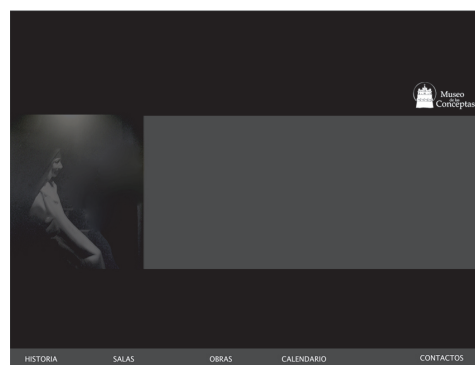 Museo
de las
Conceptas
HISTORIA SALAS OBRAS CALENDARIO CONTACTOS